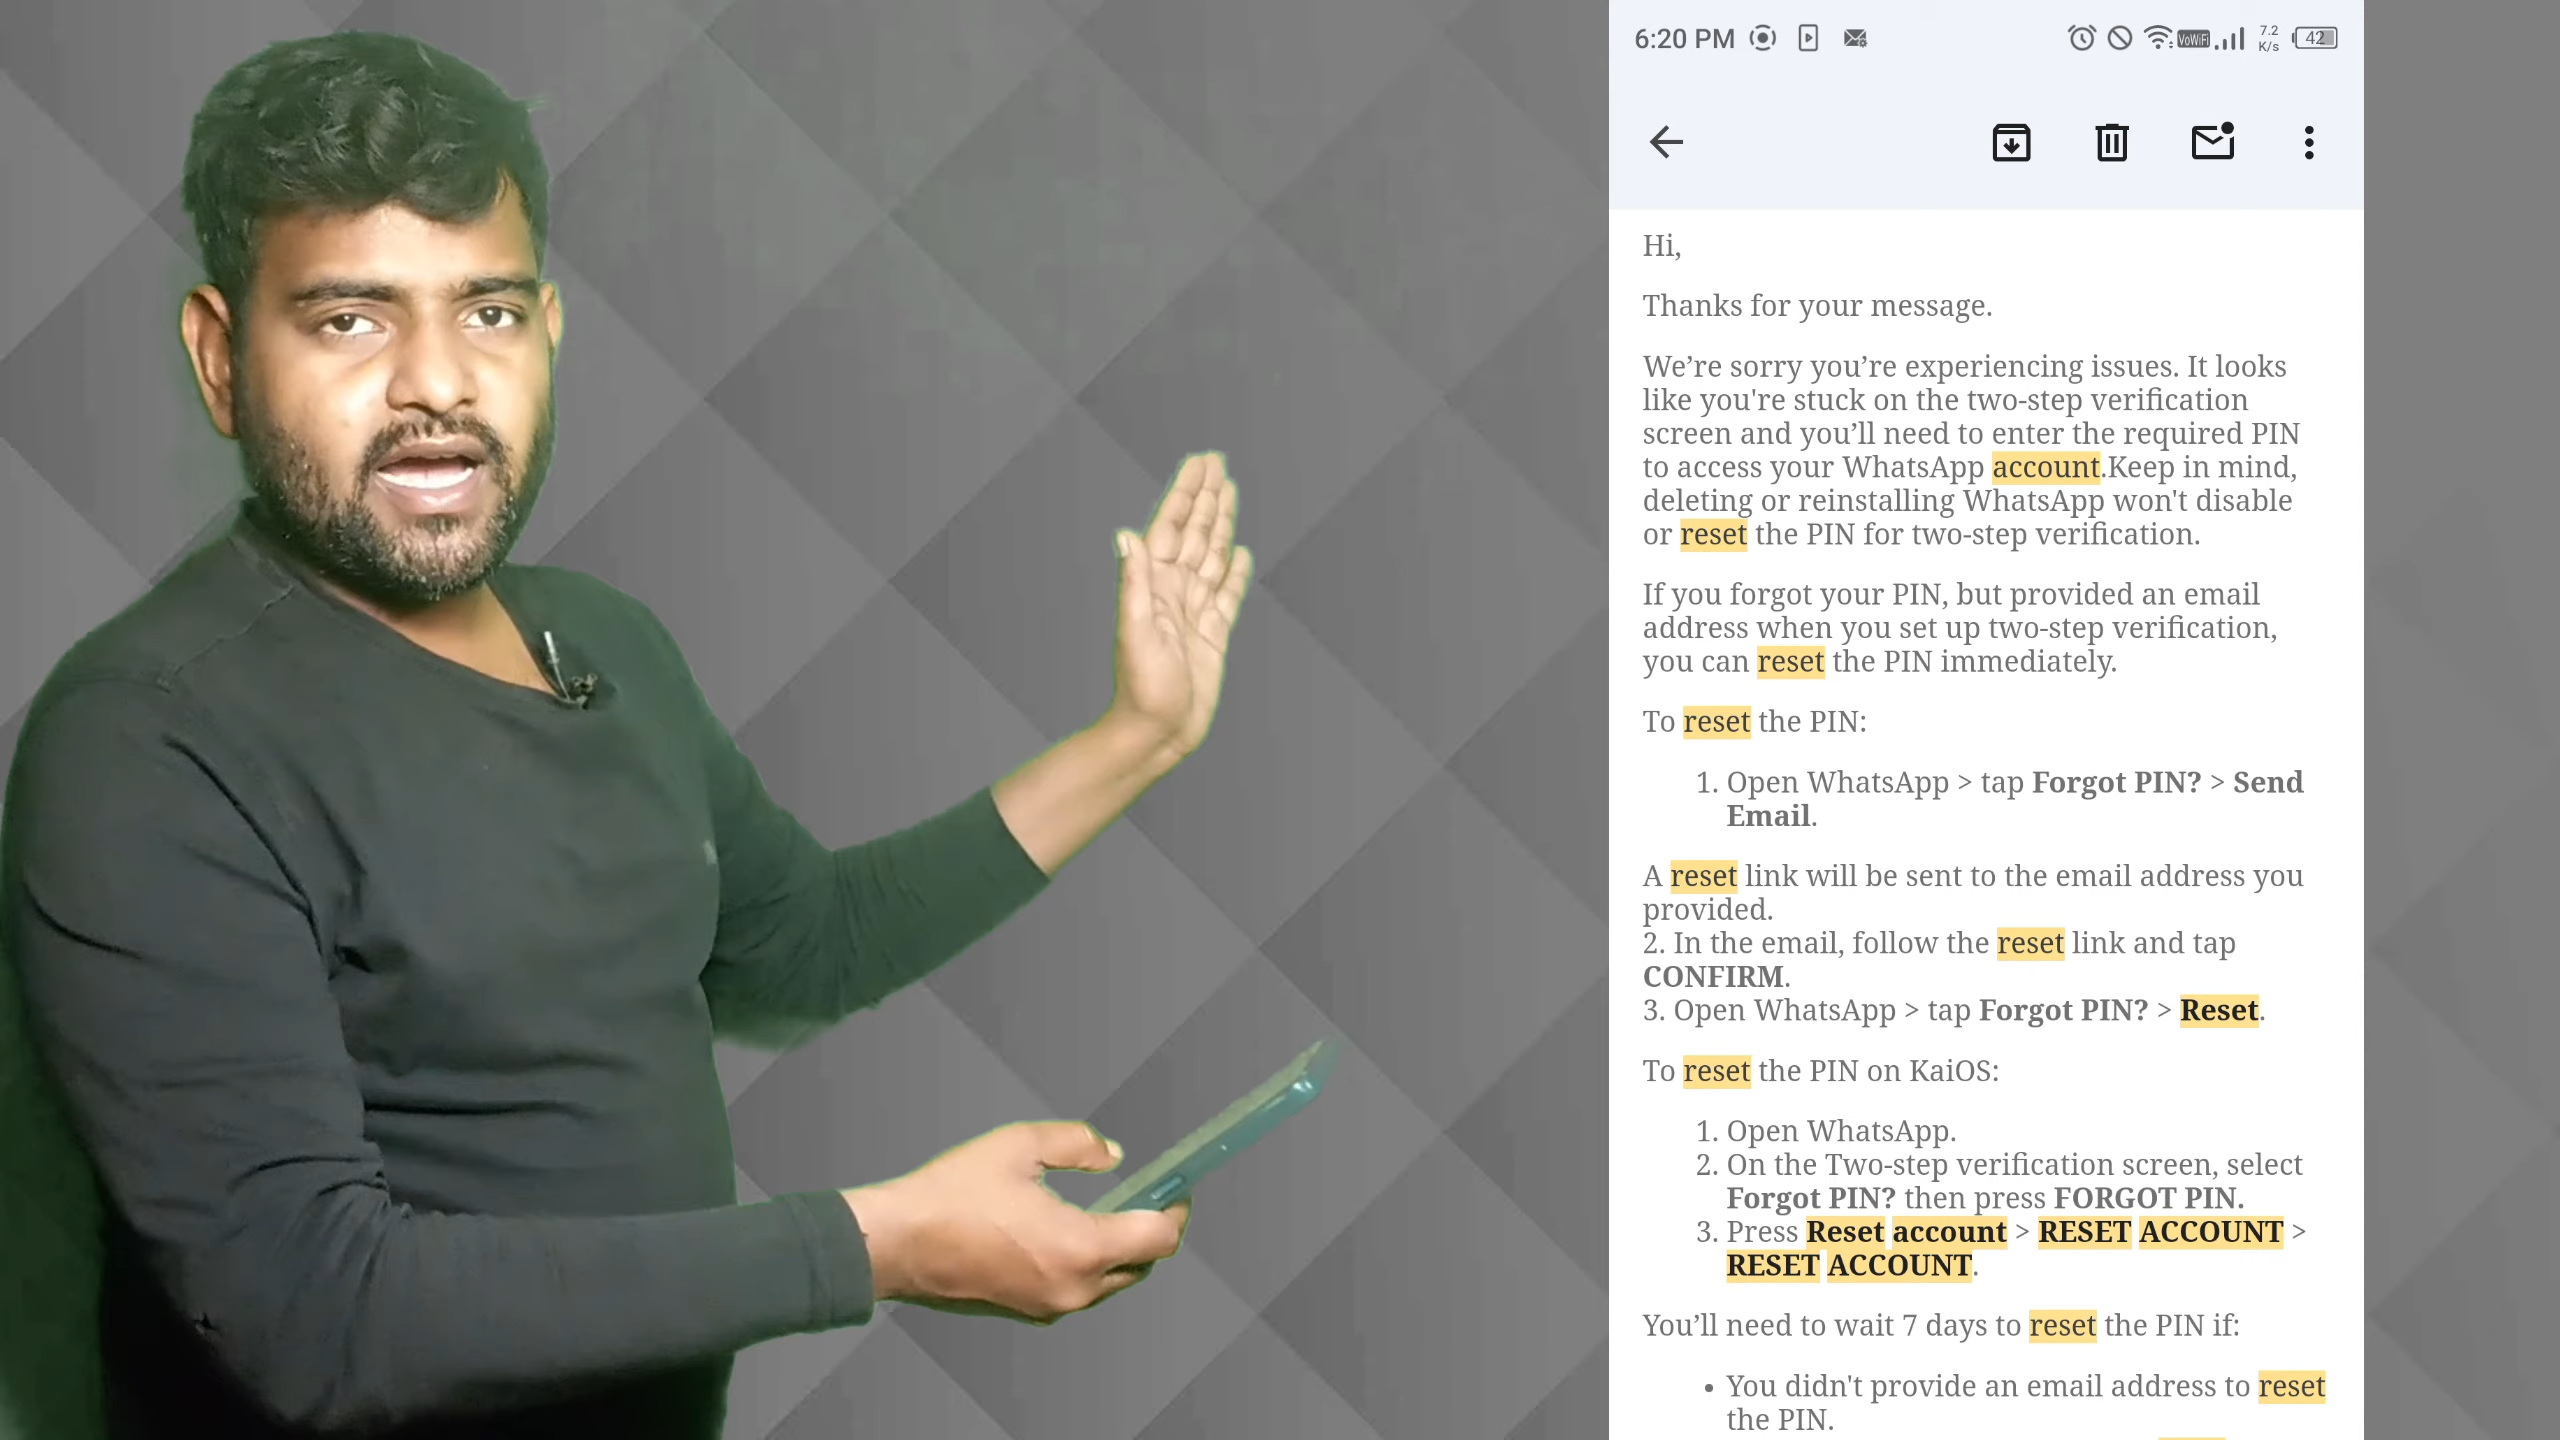 6:20 PM VoWiFi 7.2 K/s 42
Hi,
Thanks for your message.
We’re sorry you’re experiencing issues. It looks
like you're stuck on the two-step verification
screen and you’ll need to enter the required PIN
to access your WhatsApp account.Keep in mind,
deleting or reinstalling WhatsApp won't disable
or reset the PIN for two-step verification.
If you forgot your PIN, but provided an email
address when you set up two-step verification,
you can reset the PIN immediately.
To reset the PIN:
1. Open WhatsApp > tap Forgot PIN? > Send
Email.
A reset link will be sent to the email address you
provided.
2. In the email, follow the reset link and tap
CONFIRM.
3. Open WhatsApp > tap Forgot PIN? > Reset.
To reset the PIN on KaiOS:
1. Open WhatsApp.
2. On the Two-step verification screen, select
Forgot PIN? then press FORGOT PIN.
3. Press Reset account > RESET ACCOUNT >
RESET ACCOUNT.
You’ll need to wait 7 days to reset the PIN if:
• You didn't provide an email address to reset
the PIN.